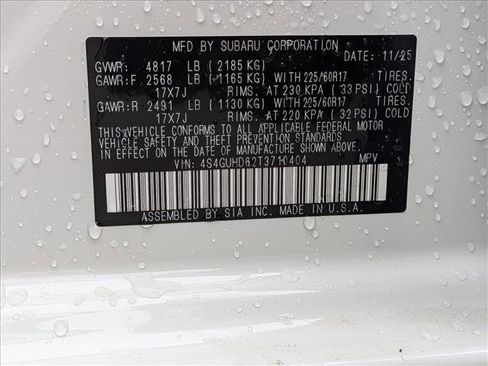 MFD BY SUBARU CORPORATION DATE: 11/25
GVWR: 4817 LB (2185 KG)
GAWR:F 2568 LB (1165 KG) WITH 225/60R17 TIRES.
17X7J RIMS. AT 230 KPA (33 PSI) COLD
GAWR:R 2491 LB (1130 KG) WITH 225/60R17 TIRES.
17X7J RIMS. AT 220 KPA (32 PSI) COLD
THIS VEHICLE CONFORMS TO ALL APPLICABLE FEDERAL MOTOR
VEHICLE SAFETY AND THEFT PREVENTION STANDARDS
IN EFFECT ON THE DATE OF MANUFACTURE SHOWN ABOVE.
VIN: 4S4GUHD62T3710404 MPV
ASSEMBLED BY SIA INC. MADE IN U.S.A.